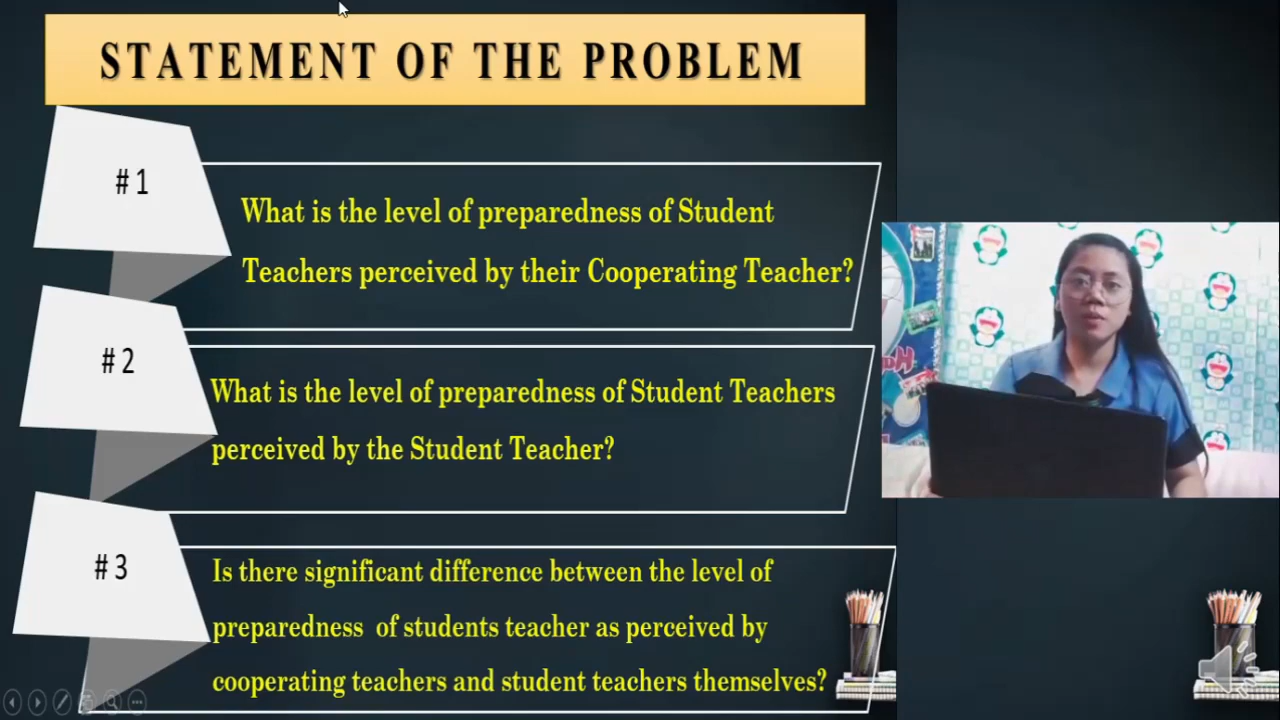 STATEMENT OF THE PROBLEM
# 1
What is the level of preparedness of Student
Teachers perceived by their Cooperating Teacher?
# 2
What is the level of preparedness of Student Teachers
perceived by the Student Teacher?
# 3
Is there significant difference between the level of
preparedness of students teacher as perceived by
cooperating teachers and student teachers themselves?